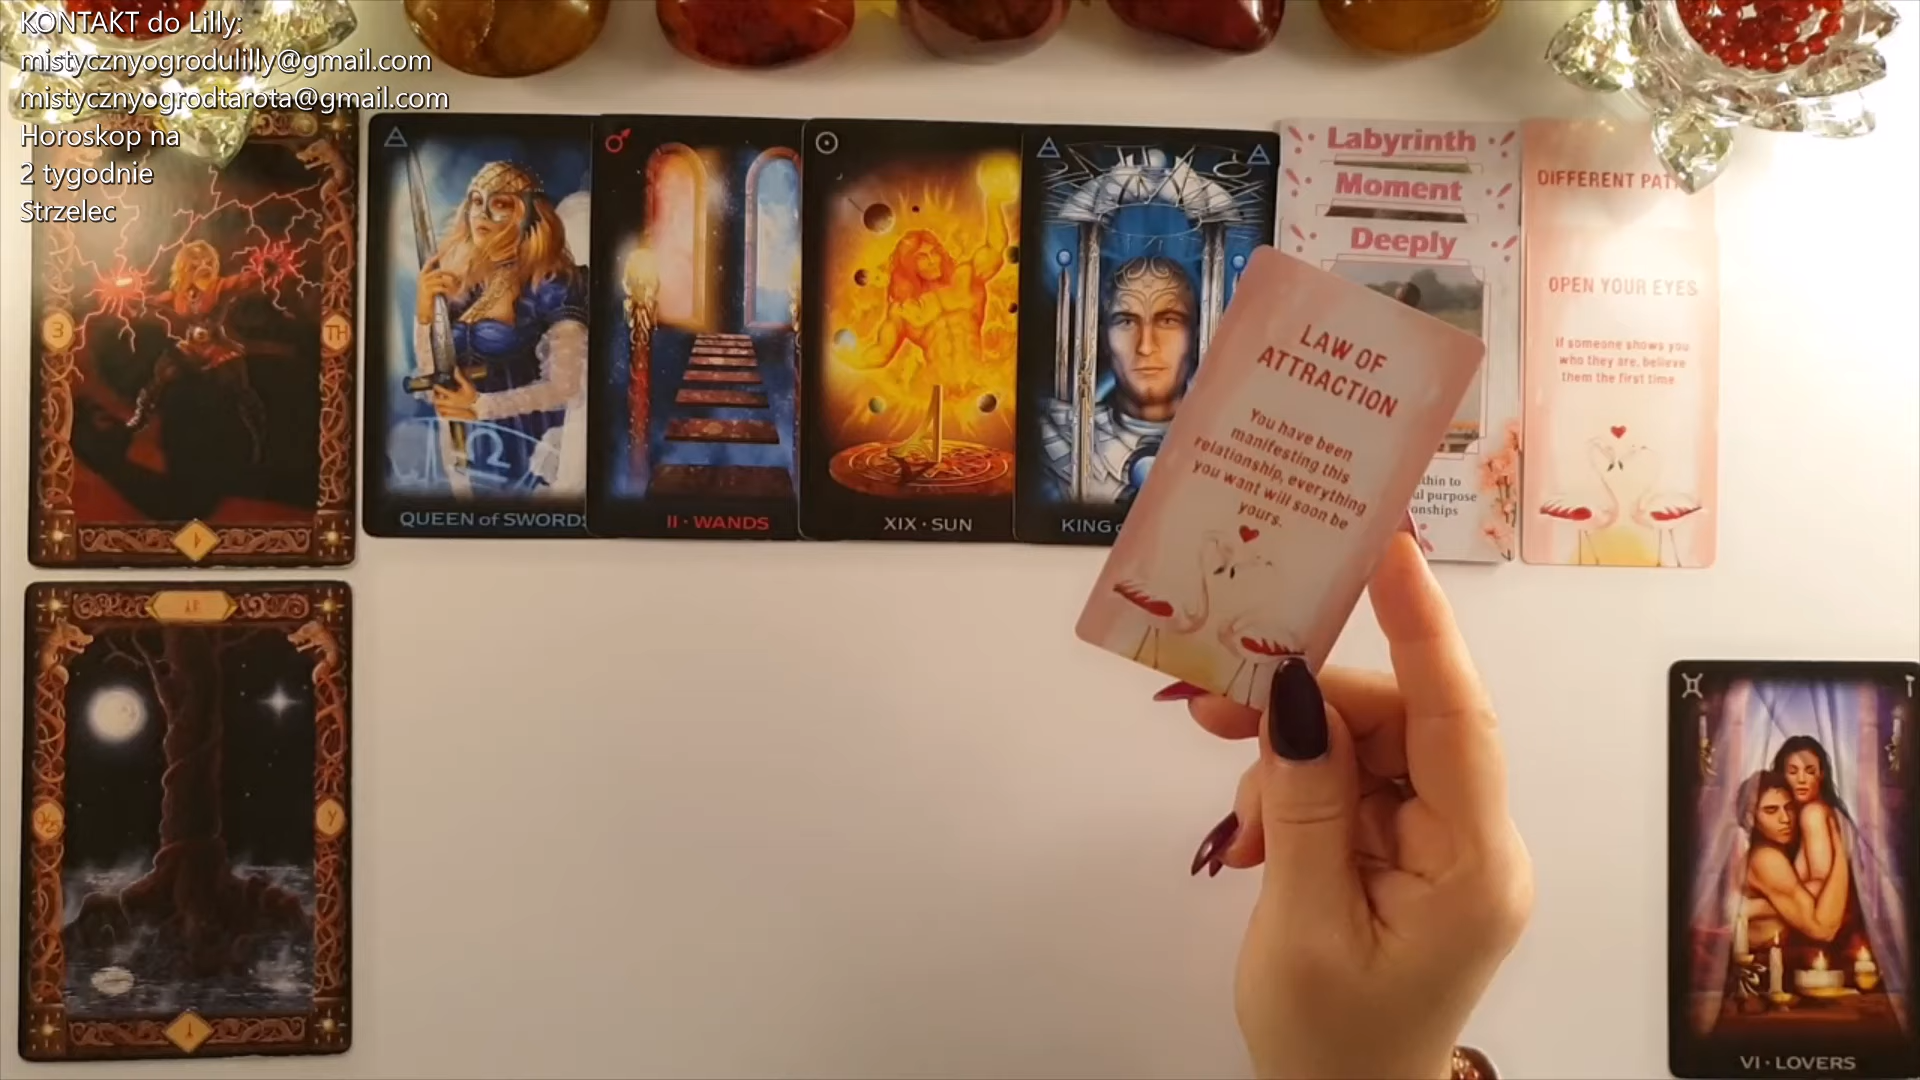 KONTAKT do Lilly:
mistycznyogrodulilly@gmail.com
mistycznyogrodtarota@gmail.com
Horoskop na
2 tygodnie
Strzelec
3
TH
QUEEN of SWORDS
II · WANDS
XIX · SUN
KING
Labyrinth
Moment
Deeply
purpose
DIFFERENT
OPEN YOUR EYES
if someone shows you
who they are, believe
them the first time.
LAW OF
ATTRACTION
You have been
manifesting this
relationship, everything
you want will soon be
yours.
Y
VI · LOVERS